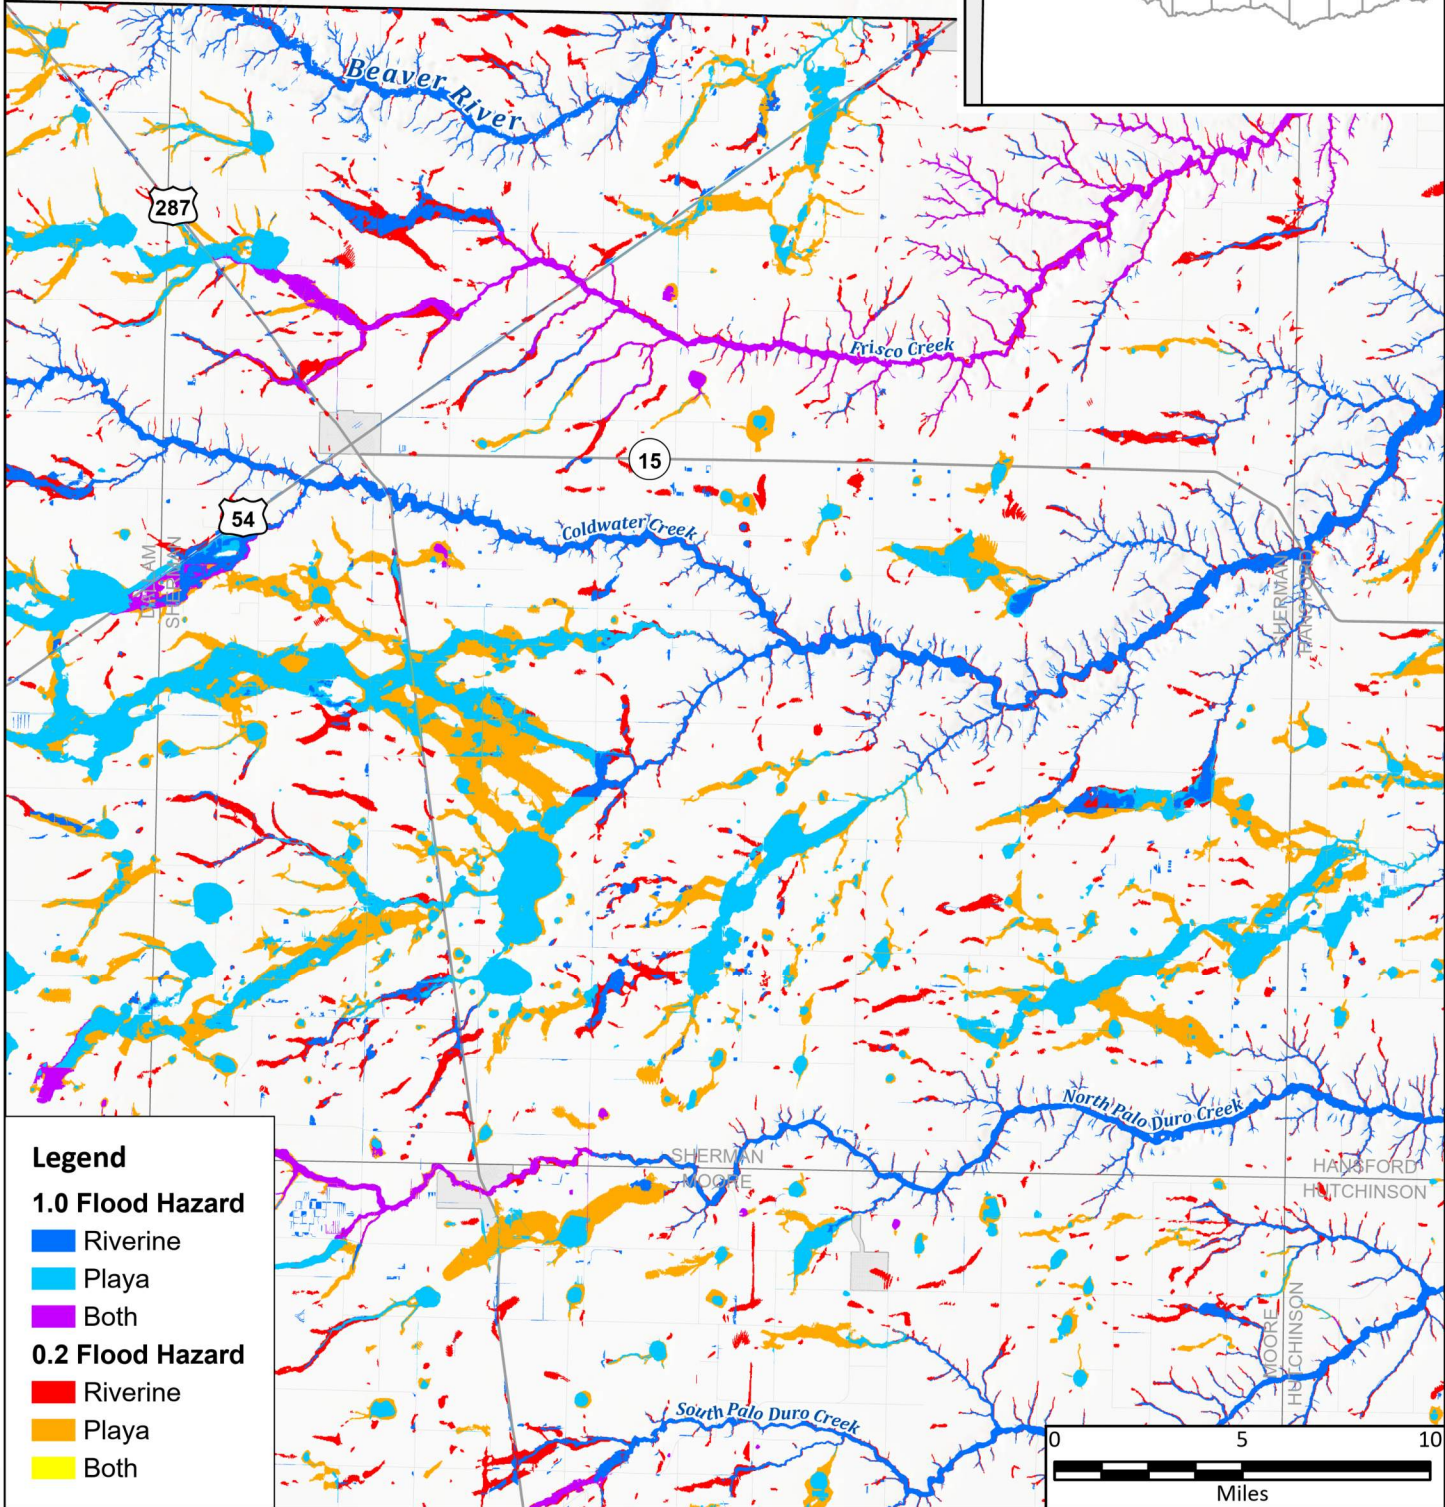 Beaver River
287
Frisco Creek
15
54
Coldwater Creek
DALLAM
SHERMAN
SHERMAN
HANSFORD
North Palo Duro Creek
SHERMAN
MOORE
HANSFORD
HUTCHINSON
MOORE
HUTCHINSON
South Palo Duro Creek
Legend
1.0 Flood Hazard
Riverine
Playa
Both
0.2 Flood Hazard
Riverine
Playa
Both
0 5 10
Miles